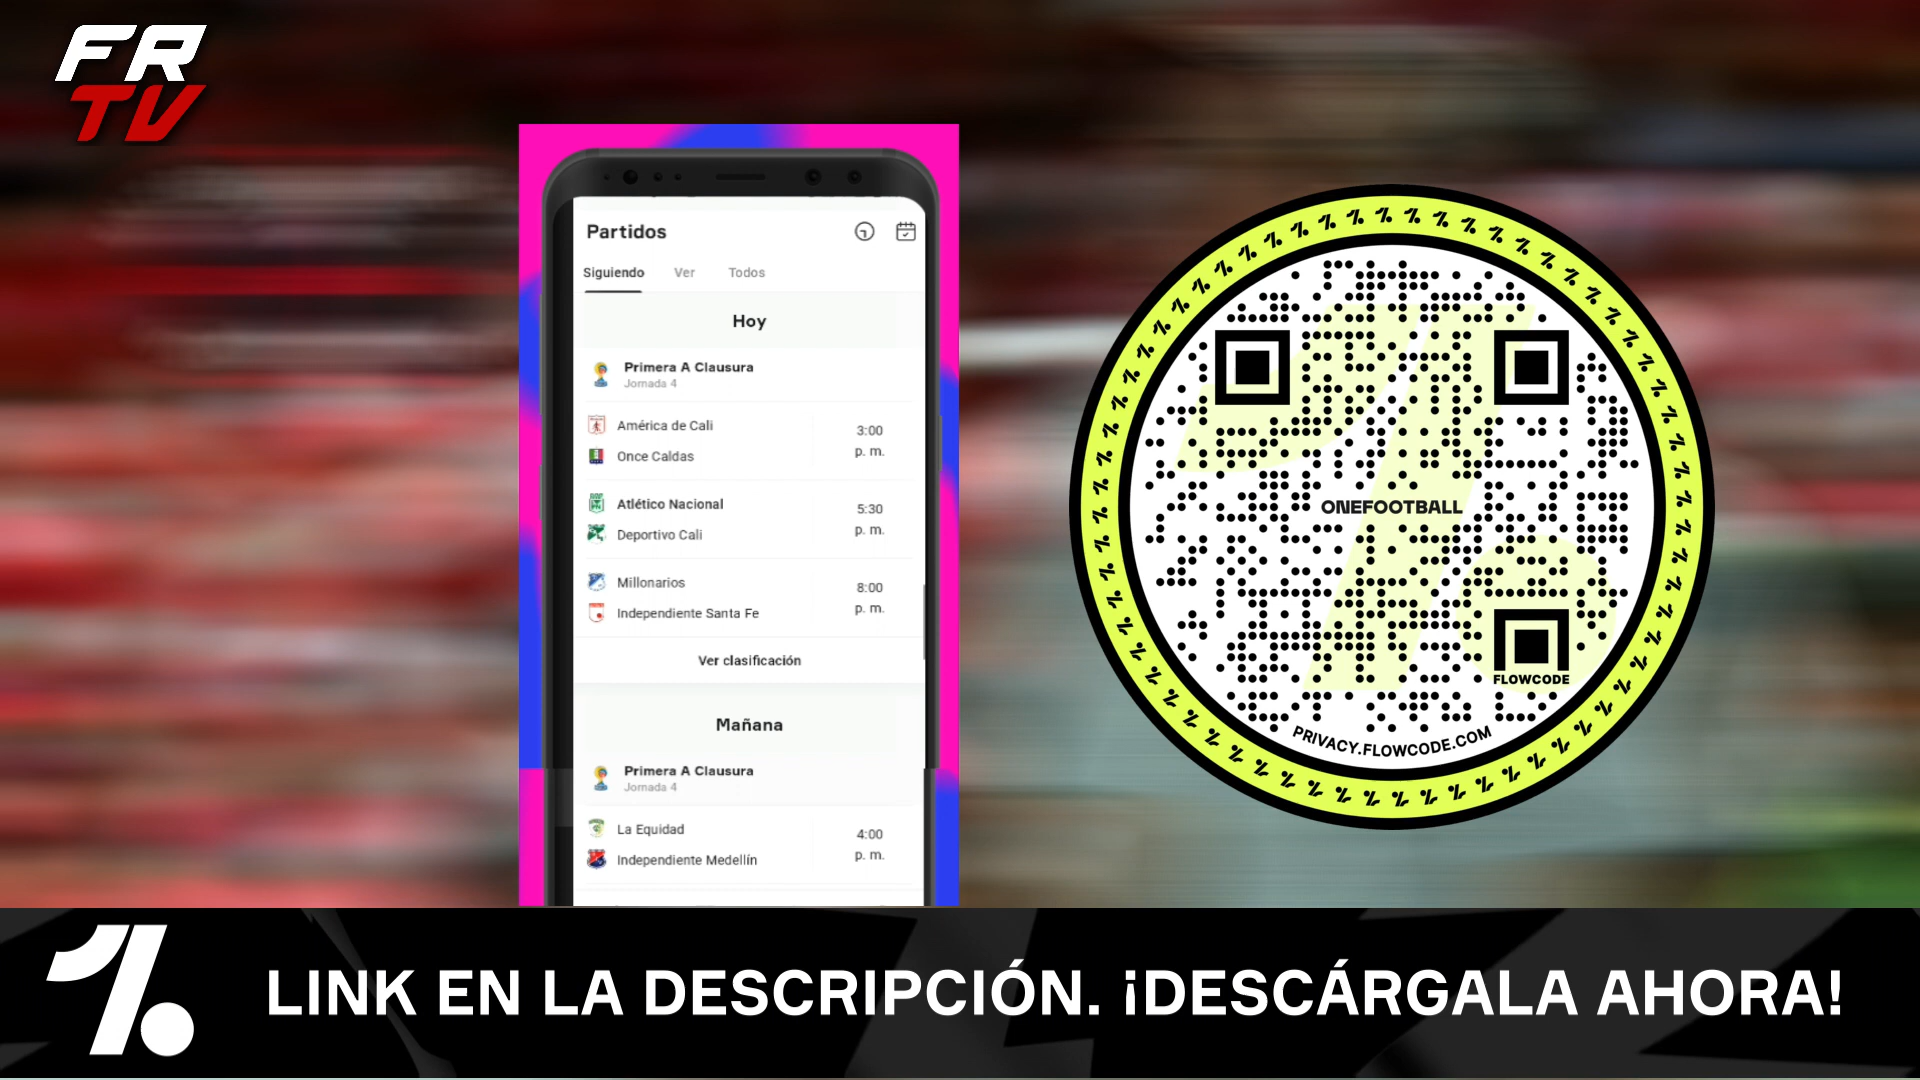 FR
TV
Partidos
Siguiendo Ver Todos
Hoy
Primera A Clausura
Jornada 4
América de Cali
Once Caldas
3:00
p. m.
Atlético Nacional
Deportivo Cali
5:30
p. m.
Millonarios
Independiente Santa Fe
8:00
p. m.
Ver clasificación
Mañana
Primera A Clausura
Jornada 4
La Equidad
Independiente Medellín
4:00
p. m.
ONEFOOTBALL
FLOWCODE
PRIVACY.FLOWCODE.COM
LINK EN LA DESCRIPCIÓN. ¡DESCÁRGALA AHORA!